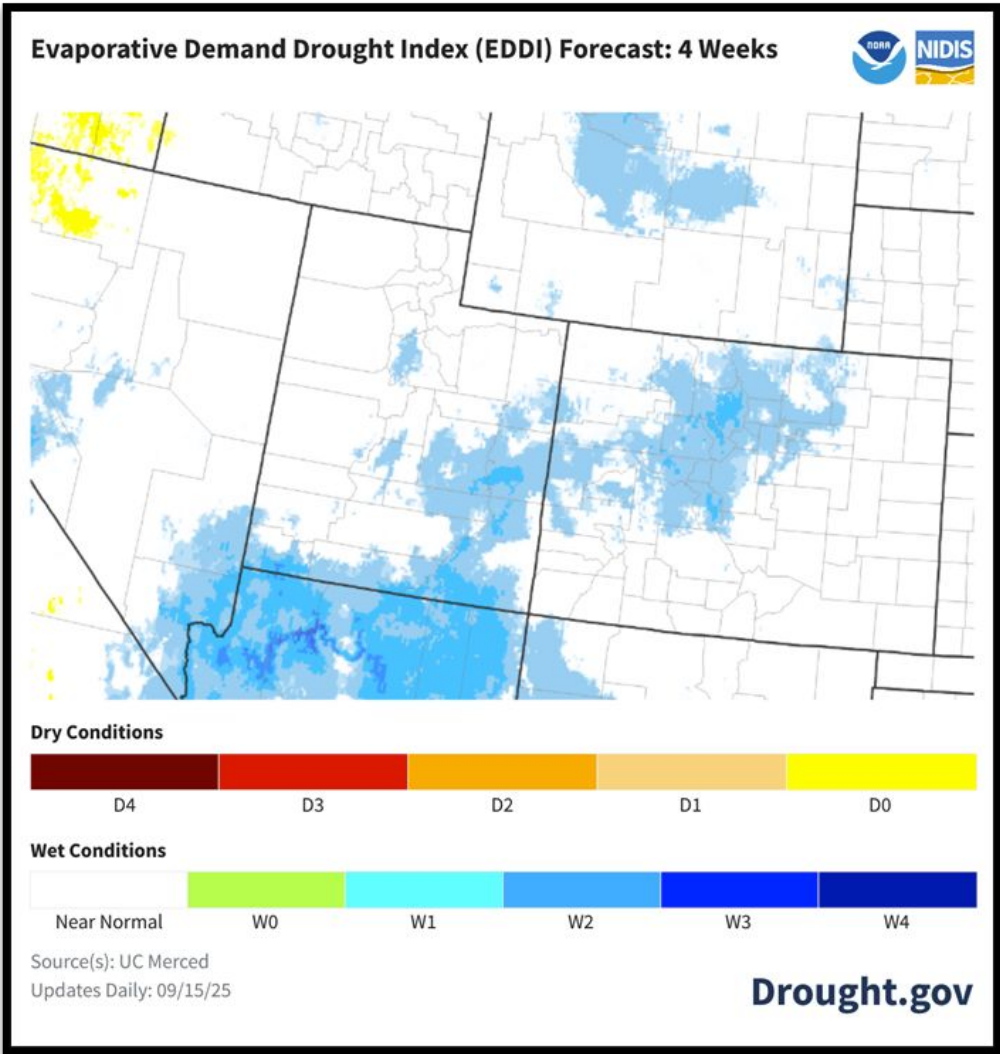 Evaporative Demand Drought Index (EDDI) Forecast: 4 Weeks
NOAA
NIDIS
Dry Conditions
D4 D3 D2 D1 D0
Wet Conditions
Near Normal W0 W1 W2 W3 W4
Source(s): UC Merced
Updates Daily: 09/15/25
Drought.gov